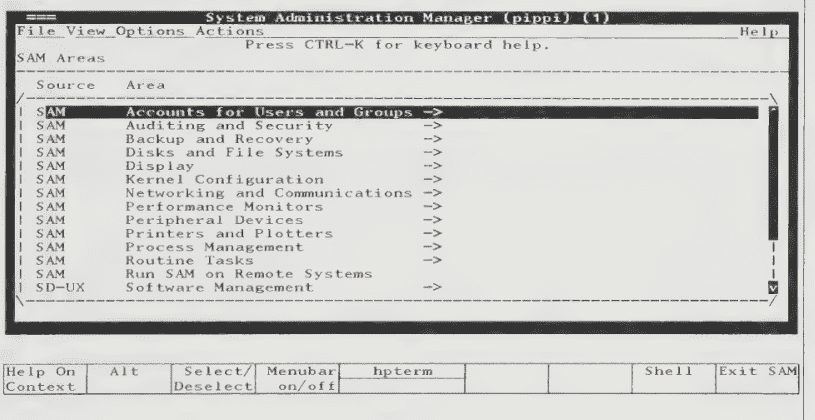 === System Administration Manager (pippi) (1)
File View Options Actions Help
Press CTRL-K for keyboard help.
SAM Areas
Source Area
SAM Accounts for Users and Groups ->
SAM Auditing and Security ->
SAM Backup and Recovery ->
SAM Disks and File Systems ->
SAM Display ->
SAM Kernel Configuration ->
SAM Networking and Communications ->
SAM Performance Monitors ->
SAM Peripheral Devices ->
SAM Printers and Plotters ->
SAM Process Management ->
SAM Routine Tasks ->
SAM Run SAM on Remote Systems
SD-UX Software Management ->
Help On Alt Select/ Menubar hpterm Shell Exit SAM
Context Deselect on/off